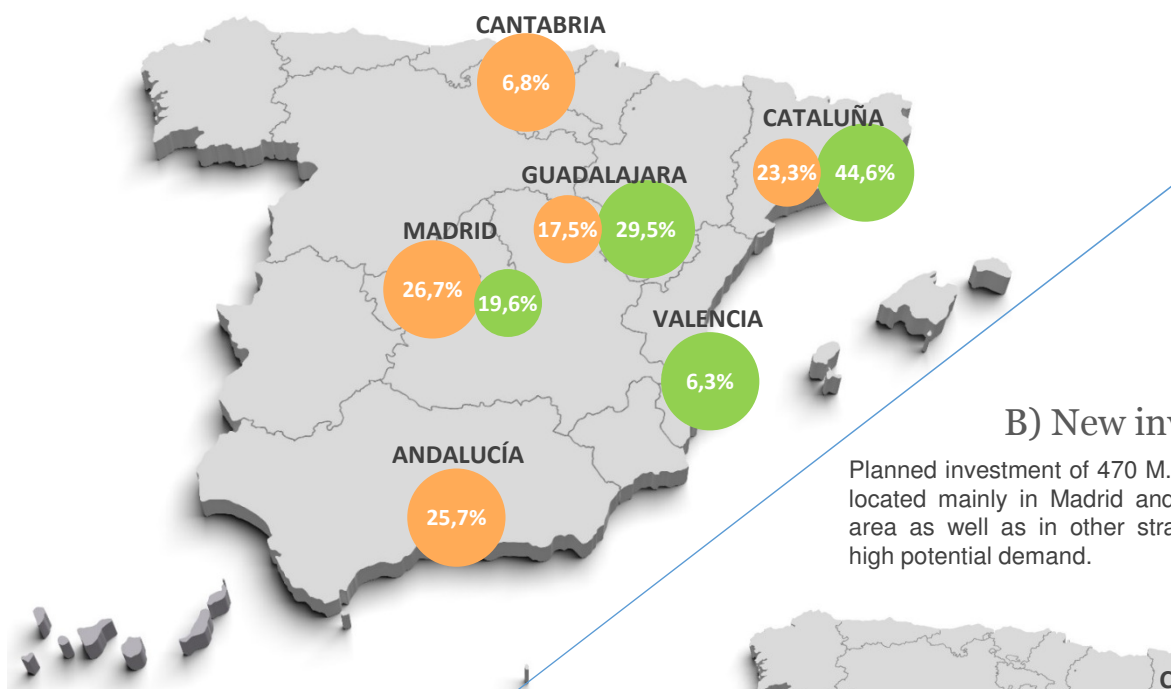 CANTABRIA
6,8%
CATALUÑA
23,3%
44,6%
GUADALAJARA
17,5%
29,5%
MADRID
26,7%
19,6%
VALENCIA
6,3%
ANDALUCÍA
25,7%
B) New inv
Planned investment of 470 M.
located mainly in Madrid and
area as well as in other stra
high potential demand.